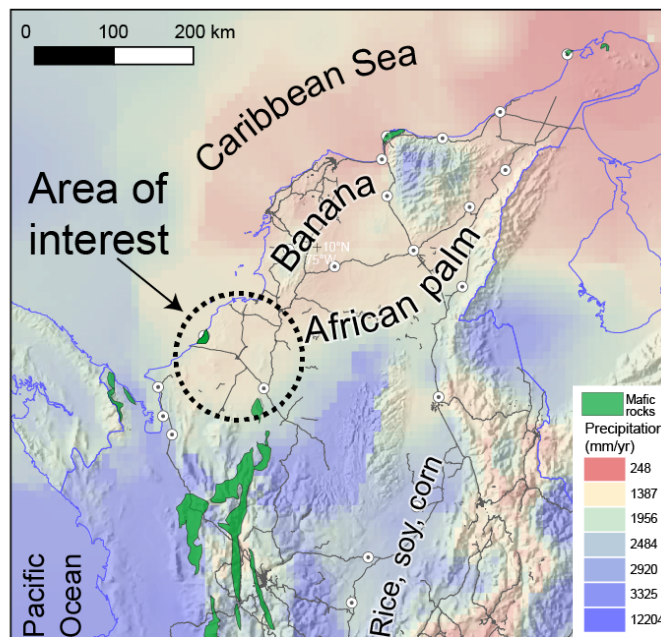 0 100 200 km
Caribbean Sea
Area of
interest
Banana
10°N
75°W
African palm
Rice, soy, corn
Pacific
Ocean
Mafic
rocks
Precipitation
(mm/yr)
248
1387
1956
2484
2920
3325
12204